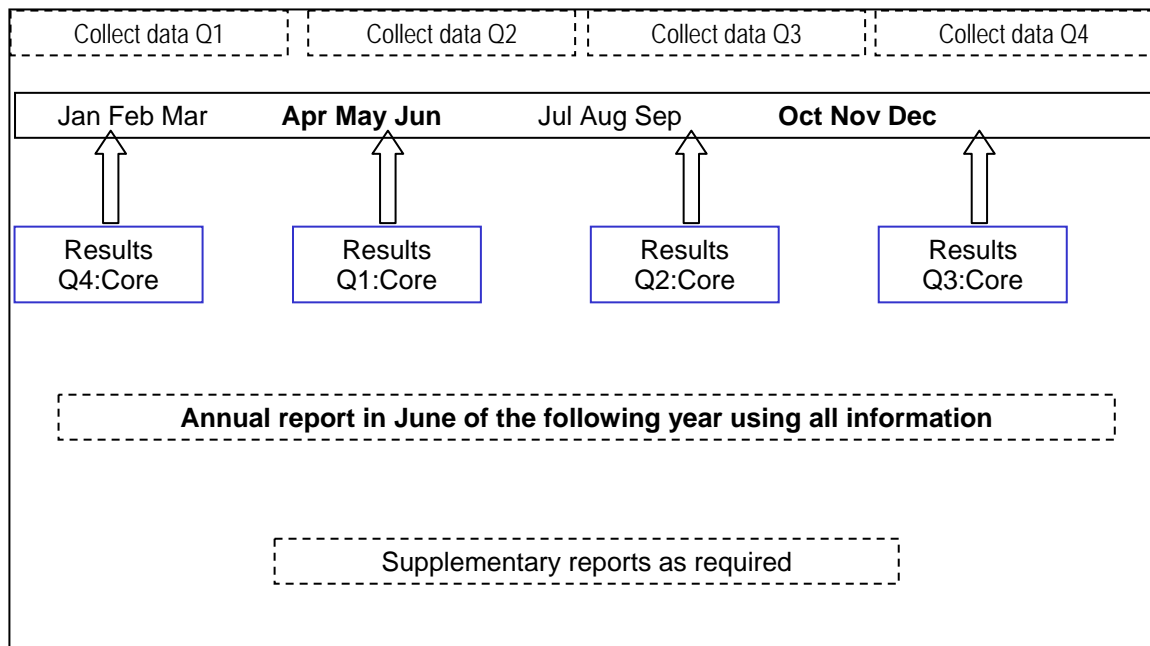 Collect data Q1 Collect data Q2 Collect data Q3 Collect data Q4
Jan Feb Mar Apr May Jun Jul Aug Sep Oct Nov Dec
Results
Q4:Core
Results
Q1:Core
Results
Q2:Core
Results
Q3:Core
Annual report in June of the following year using all information
Supplementary reports as required